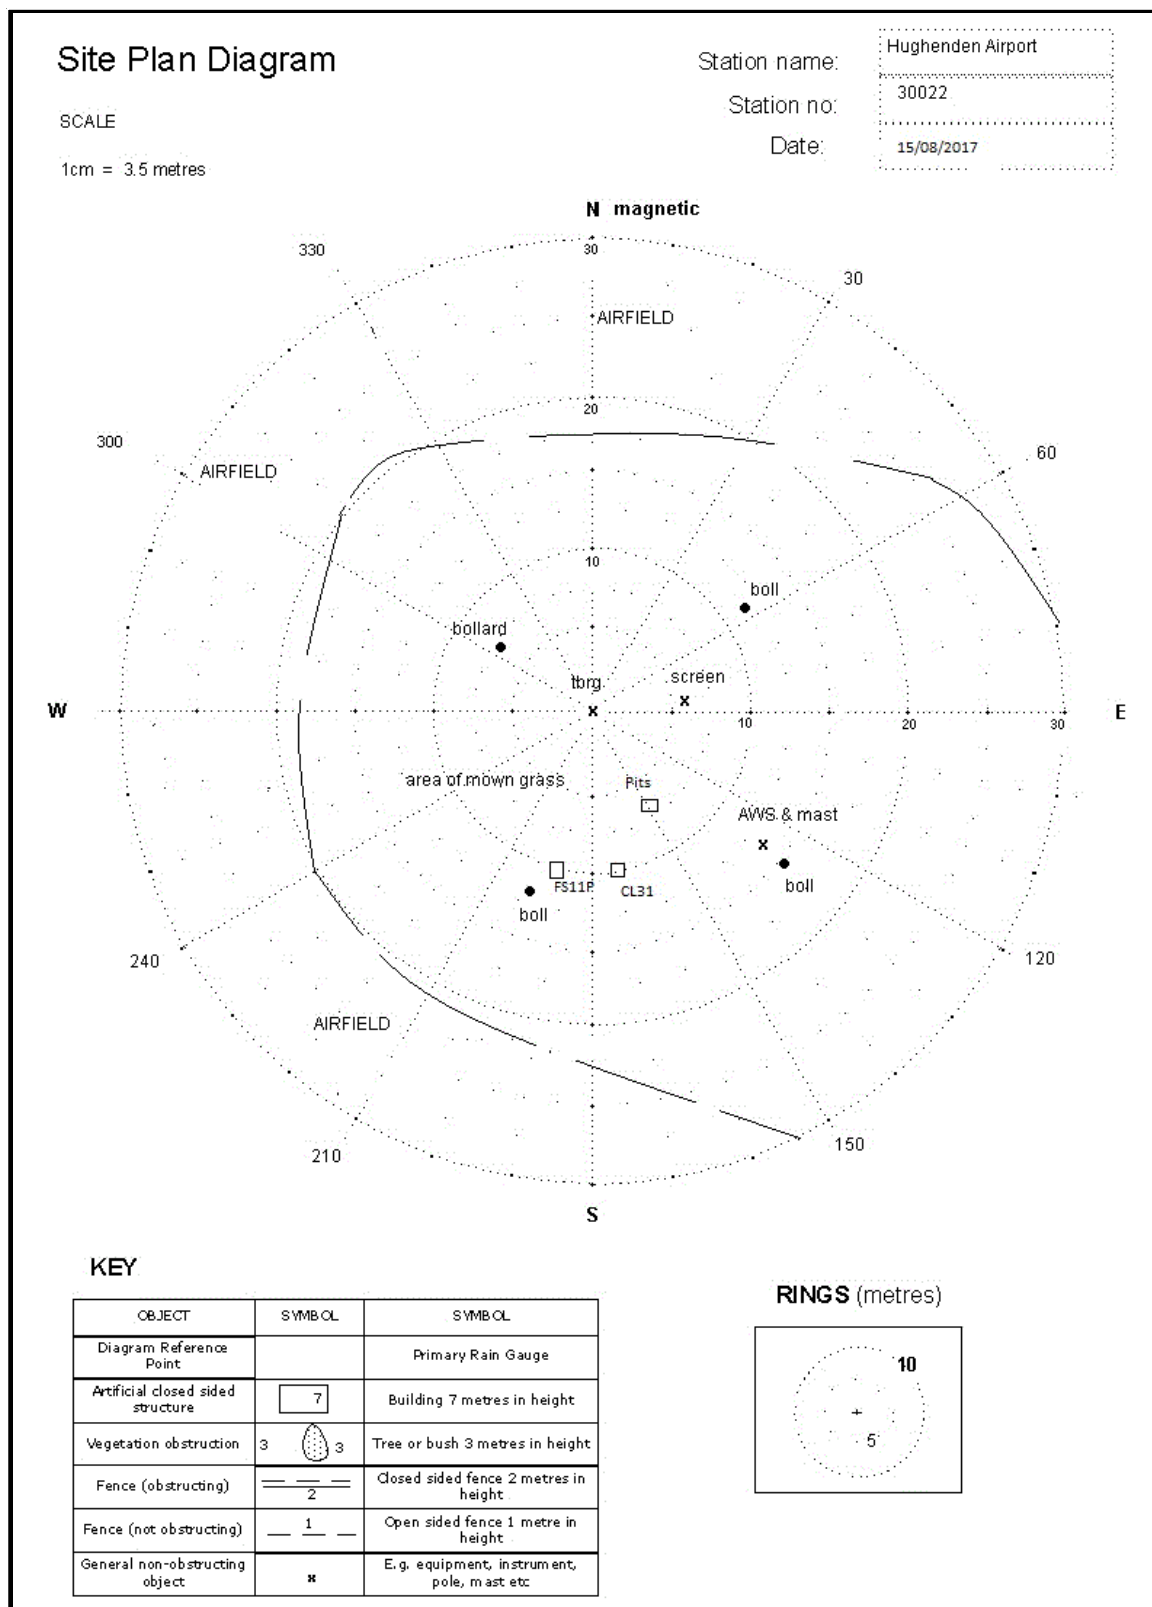 Site Plan Diagram
SCALE
1cm = 3.5 metres
Station name: Hughenden Airport
Station no: 30022
Date: 15/08/2017
N magnetic
330
30
30
AIRFIELD
20
300
60
AIRFIELD
10
boll
bollard
tbrg
screen
W
10
20
30
E
area of mown grass
Pits
AWS & mast
FS11P
CL31
boll
boll
240
120
AIRFIELD
210
150
S
KEY
OBJECT SYMBOL SYMBOL
Diagram Reference
Point
Primary Rain Gauge
Artificial closed sided
structure
7
Building 7 metres in height
Vegetation obstruction
3 3
Tree or bush 3 metres in height
Fence (obstructing)
2
Closed sided fence 2 metres in
height
Fence (not obstructing)
1
Open sided fence 1 metre in
height
General non-obstructing
object
x
E.g. equipment, instrument,
pole, mast etc
RINGS (metres)
10
5